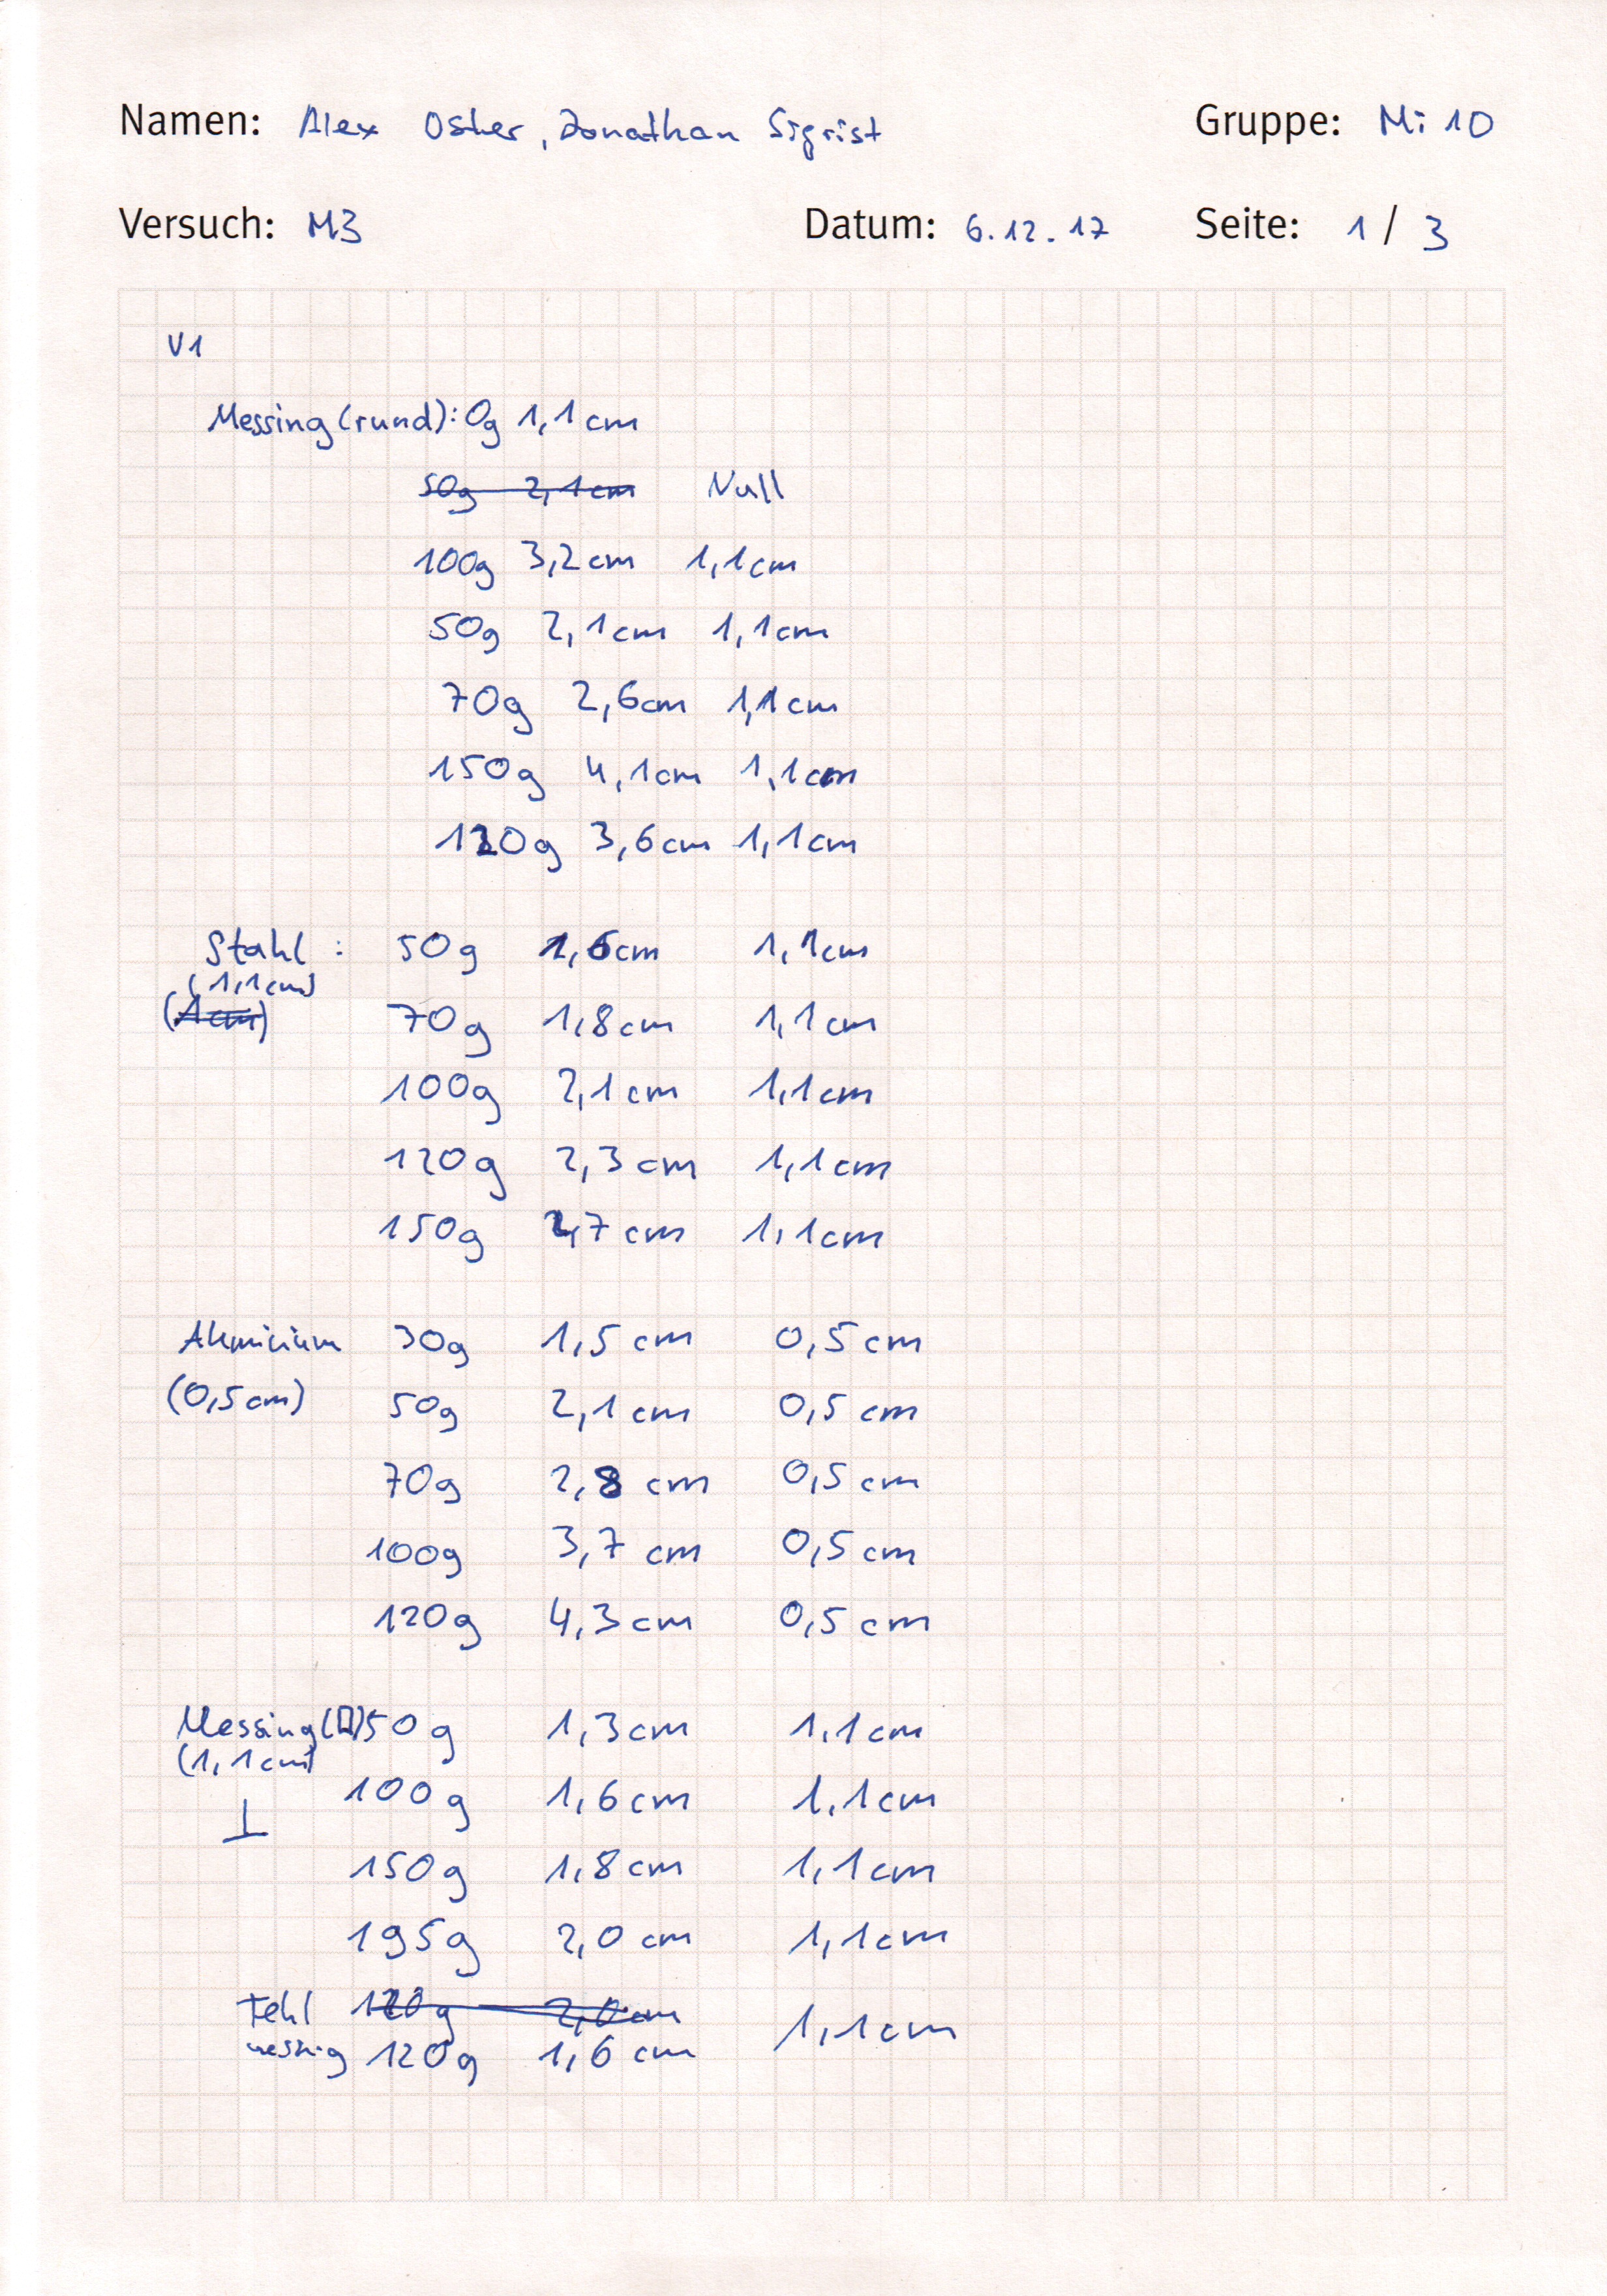 Namen: Alex Oster, Jonathan Sigrist Gruppe: Mi 10
Versuch: M3 Datum: 6.12.17 Seite: 1 / 3
V1
Messing (rund): 0g 1,1cm
50g 2,1cm Null
100g 3,2cm 1,1cm
50g 2,1cm 1,1cm
70g 2,6cm 1,1cm
150g 4,1cm 1,1cm
120g 3,6cm 1,1cm
Stahl : 50g 1,6cm 1,1cm
(1,1cm)
(1cm) 70g 1,8cm 1,1cm
100g 2,1cm 1,1cm
120g 2,3cm 1,1cm
150g 2,7cm 1,1cm
Aluminium 30g 1,5cm 0,5cm
(0,5cm) 50g 2,1cm 0,5cm
70g 2,8cm 0,5cm
100g 3,7cm 0,5cm
120g 4,3cm 0,5cm
Messing (□) 50g 1,3cm 1,1cm
(1,1cm)
100g 1,6cm 1,1cm
⊥
150g 1,8cm 1,1cm
195g 2,0cm 1,1cm
Fehl 120g 2,0cm 1,1cm
messung 120g 1,6cm